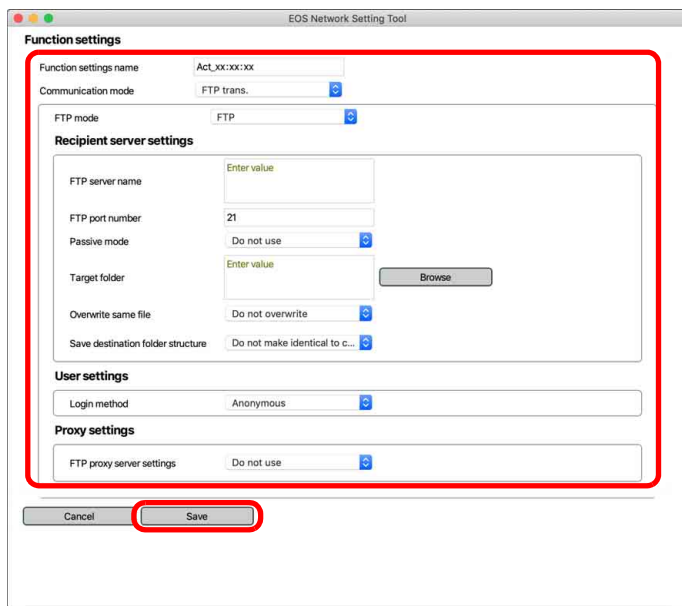 EOS Network Setting Tool
Function settings
Function settings name Act_xx:xx:xx
Communication mode FTP trans.
FTP mode FTP
Recipient server settings
FTP server name Enter value
FTP port number 21
Passive mode Do not use
Target folder Enter value Browse
Overwrite same file Do not overwrite
Save destination folder structure Do not make identical to c...
User settings
Login method Anonymous
Proxy settings
FTP proxy server settings Do not use
Cancel Save